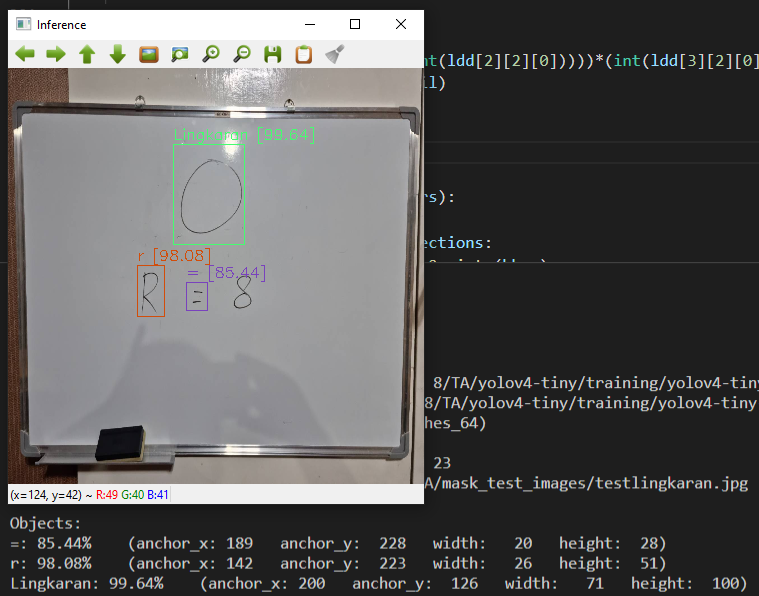 Inference
nt(ldd[2][2][0]))))*(int(ldd[3][2][0]
il)
rs):
ections:
Lingkaran [99.64]
r [98.08]
= [85.44]
R = 8
8/TA/yolov4-tiny/training/yolov4-tiny
8/TA/yolov4-tiny/training/yolov4-tiny
hes_64)
23
A/mask_test_images/testlingkaran.jpg
(x=124, y=42) ~ R:49 G:40 B:41
Objects:
=: 85.44% (anchor_x: 189 anchor_y: 228 width: 20 height: 28)
r: 98.08% (anchor_x: 142 anchor_y: 223 width: 26 height: 51)
Lingkaran: 99.64% (anchor_x: 200 anchor_y: 126 width: 71 height: 100)